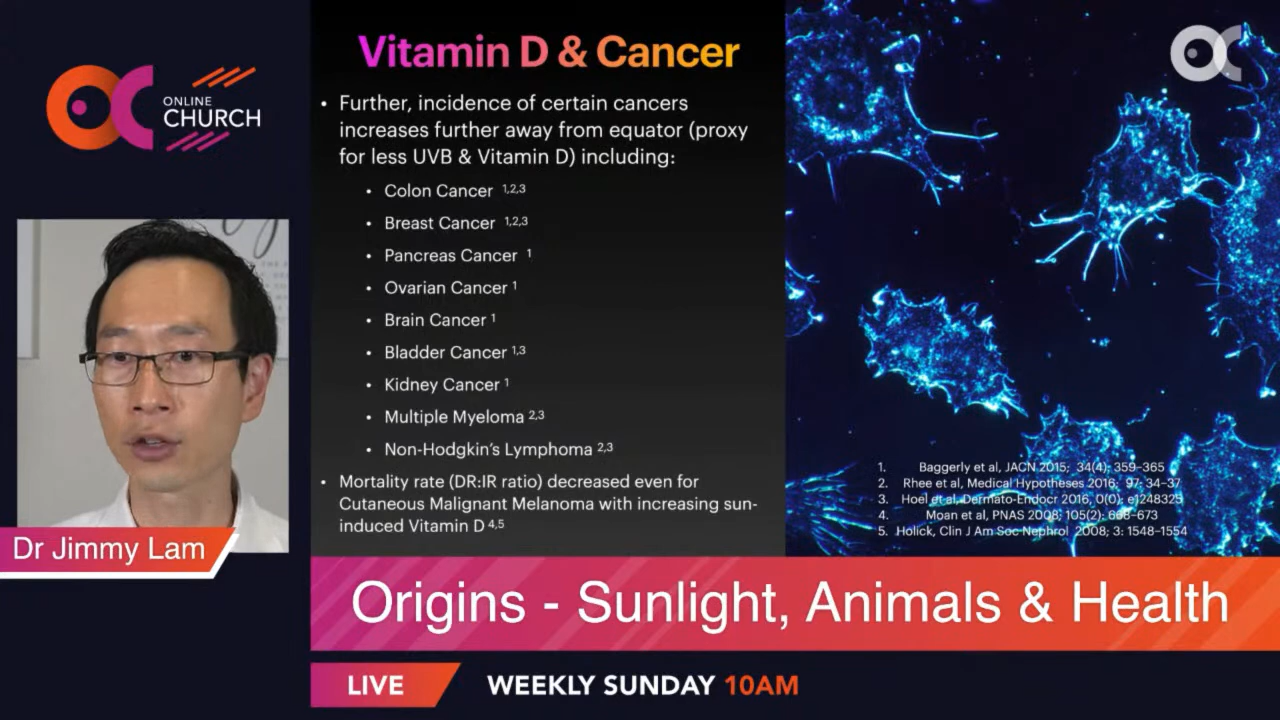 ONLINE
CHURCH
Vitamin D & Cancer
• Further, incidence of certain cancers
increases further away from equator (proxy
for less UVB & Vitamin D) including:
• Colon Cancer 1,2,3
• Breast Cancer 1,2,3
• Pancreas Cancer 1
• Ovarian Cancer 1
• Brain Cancer 1
• Bladder Cancer 1,3
• Kidney Cancer 1
• Multiple Myeloma 2,3
• Non-Hodgkin's Lymphoma 2,3
• Mortality rate (DR:IR ratio) decreased even for
Cutaneous Malignant Melanoma with increasing sun-
induced Vitamin D 4,5
1. Baggerly et al, JACN 2015; 34(4): 359-365
2. Rhee et al, Medical Hypotheses 2016; 97: 34-37
3. Hoel et al. Dermato-Endocr 2016, 0(0): e1248325
4. Moan et al, PNAS 2008; 105(2): 668-673
5. Holick, Clin J Am Soc Nephrol 2008; 3: 1548-1554
Dr Jimmy Lam
Origins - Sunlight, Animals & Health
LIVE WEEKLY SUNDAY 10AM